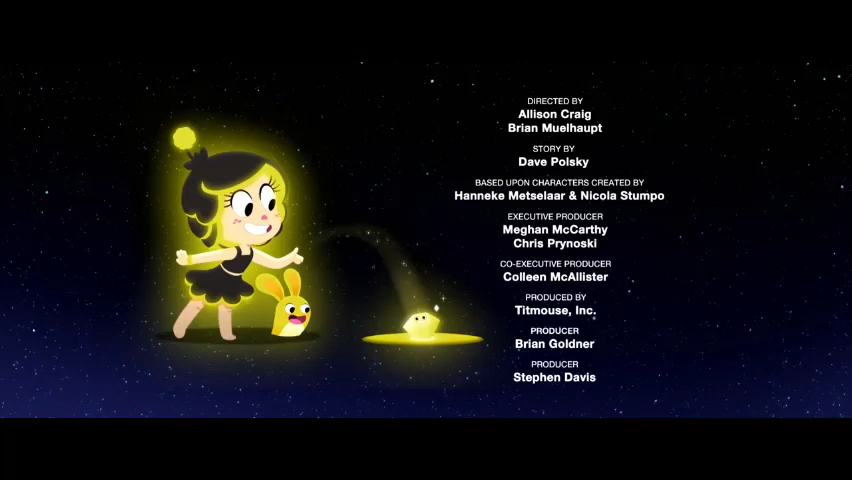 DIRECTED BY
Allison Craig
Brian Muelhaupt
STORY BY
Dave Polsky
BASED UPON CHARACTERS CREATED BY
Hanneke Metselaar & Nicola Stumpo
EXECUTIVE PRODUCER
Meghan McCarthy
Chris Prynoski
CO-EXECUTIVE PRODUCER
Colleen McAllister
PRODUCED BY
Titmouse, Inc.
PRODUCER
Brian Goldner
PRODUCER
Stephen Davis